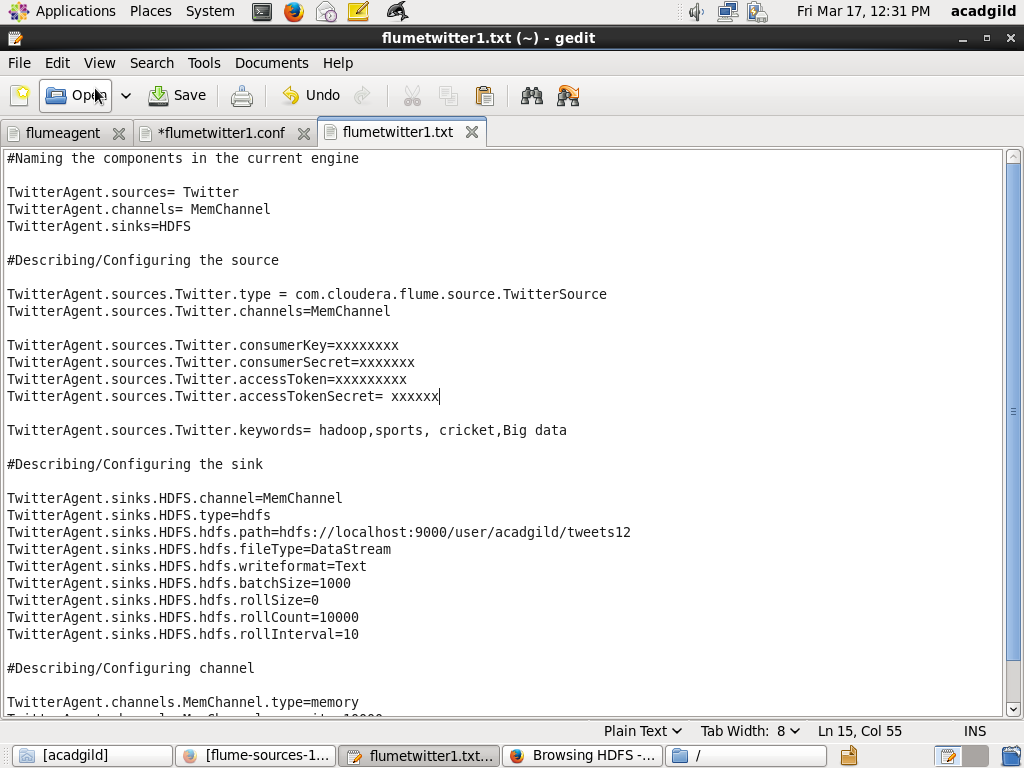 Applications Places System
Fri Mar 17, 12:31 PM acadgild
flumetwitter1.txt (~) - gedit
File Edit View Search Tools Documents Help
Open Save Undo
flumeagent *flumetwitter1.conf flumetwitter1.txt
#Naming the components in the current engine
TwitterAgent.sources= Twitter
TwitterAgent.channels= MemChannel
TwitterAgent.sinks=HDFS
#Describing/Configuring the source
TwitterAgent.sources.Twitter.type = com.cloudera.flume.source.TwitterSource
TwitterAgent.sources.Twitter.channels=MemChannel
TwitterAgent.sources.Twitter.consumerKey=xxxxxxxx
TwitterAgent.sources.Twitter.consumerSecret=xxxxxxx
TwitterAgent.sources.Twitter.accessToken=xxxxxxxxx
TwitterAgent.sources.Twitter.accessTokenSecret= xxxxxx
TwitterAgent.sources.Twitter.keywords= hadoop,sports, cricket,Big data
#Describing/Configuring the sink
TwitterAgent.sinks.HDFS.channel=MemChannel
TwitterAgent.sinks.HDFS.type=hdfs
TwitterAgent.sinks.HDFS.hdfs.path=hdfs://localhost:9000/user/acadgild/tweets12
TwitterAgent.sinks.HDFS.hdfs.fileType=DataStream
TwitterAgent.sinks.HDFS.hdfs.writeformat=Text
TwitterAgent.sinks.HDFS.hdfs.batchSize=1000
TwitterAgent.sinks.HDFS.hdfs.rollSize=0
TwitterAgent.sinks.HDFS.hdfs.rollCount=10000
TwitterAgent.sinks.HDFS.hdfs.rollInterval=10
#Describing/Configuring channel
TwitterAgent.channels.MemChannel.type=memory
Plain Text Tab Width: 8 Ln 15, Col 55 INS
[acadgild] [flume-sources-1... flumetwitter1.txt... Browsing HDFS -... /